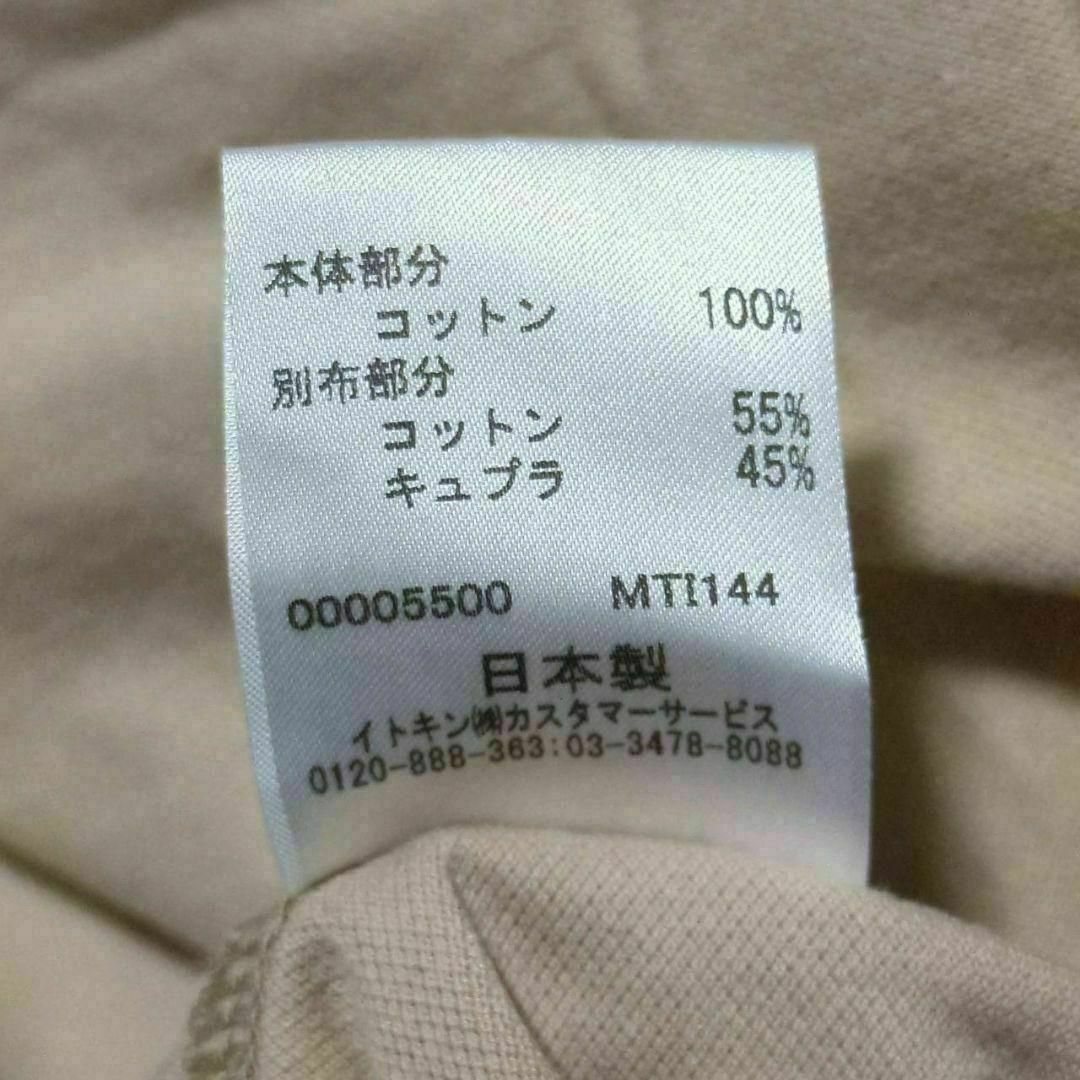 本体部分
コットン 100%
別布部分
コットン 55%
キュプラ 45%
00005500 MTI144
日本製
イトキン㈱カスタマーサービス
0120-888-363:03-3478-8088